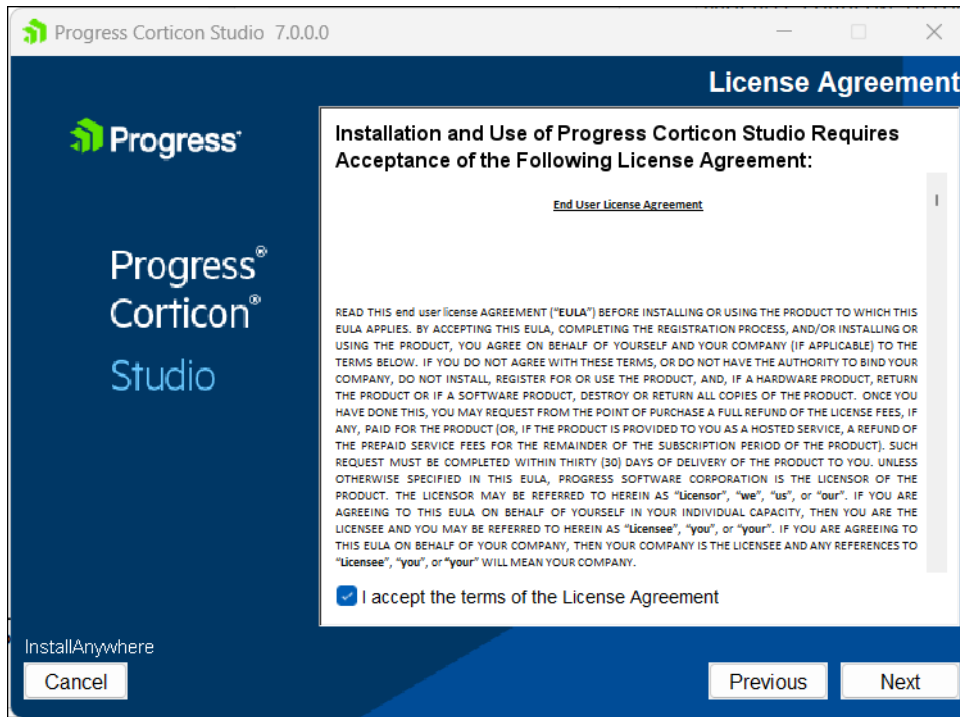 Progress Corticon Studio 7.0.0.0
License Agreement
Progress
Progress®
Corticon®
Studio
Installation and Use of Progress Corticon Studio Requires
Acceptance of the Following License Agreement:
End User License Agreement
READ THIS end user license AGREEMENT ("EULA") BEFORE INSTALLING OR USING THE PRODUCT TO WHICH THIS
EULA APPLIES. BY ACCEPTING THIS EULA, COMPLETING THE REGISTRATION PROCESS, AND/OR INSTALLING OR
USING THE PRODUCT, YOU AGREE ON BEHALF OF YOURSELF AND YOUR COMPANY (IF APPLICABLE) TO THE
TERMS BELOW. IF YOU DO NOT AGREE WITH THESE TERMS, OR DO NOT HAVE THE AUTHORITY TO BIND YOUR
COMPANY, DO NOT INSTALL, REGISTER FOR OR USE THE PRODUCT, AND, IF A HARDWARE PRODUCT, RETURN
THE PRODUCT OR IF A SOFTWARE PRODUCT, DESTROY OR RETURN ALL COPIES OF THE PRODUCT. ONCE YOU
HAVE DONE THIS, YOU MAY REQUEST FROM THE POINT OF PURCHASE A FULL REFUND OF THE LICENSE FEES, IF
ANY, PAID FOR THE PRODUCT (OR, IF THE PRODUCT IS PROVIDED TO YOU AS A HOSTED SERVICE, A REFUND OF
THE PREPAID SERVICE FEES FOR THE REMAINDER OF THE SUBSCRIPTION PERIOD OF THE PRODUCT). SUCH
REQUEST MUST BE COMPLETED WITHIN THIRTY (30) DAYS OF DELIVERY OF THE PRODUCT TO YOU. UNLESS
OTHERWISE SPECIFIED IN THIS EULA, PROGRESS SOFTWARE CORPORATION IS THE LICENSOR OF THE
PRODUCT. THE LICENSOR MAY BE REFERRED TO HEREIN AS "Licensor", "we", "us", or "our". IF YOU ARE
AGREEING TO THIS EULA ON BEHALF OF YOURSELF IN YOUR INDIVIDUAL CAPACITY, THEN YOU ARE THE
LICENSEE AND YOU MAY BE REFERRED TO HEREIN AS "Licensee", "you", or "your". IF YOU ARE AGREEING TO
THIS EULA ON BEHALF OF YOUR COMPANY, THEN YOUR COMPANY IS THE LICENSEE AND ANY REFERENCES TO
"Licensee", "you", or "your" WILL MEAN YOUR COMPANY.
I accept the terms of the License Agreement
InstallAnywhere
Cancel
Previous
Next